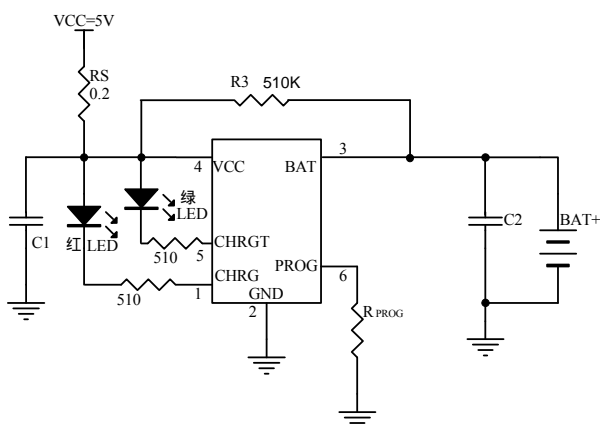 VCC=5V
RS
0.2
R3 510K
4
VCC
BAT
3
绿
LED
C1
红 LED
C2
BAT+
510
5
CHRGT
PROG
6
CHRG
510
1
GND
2
R PROG